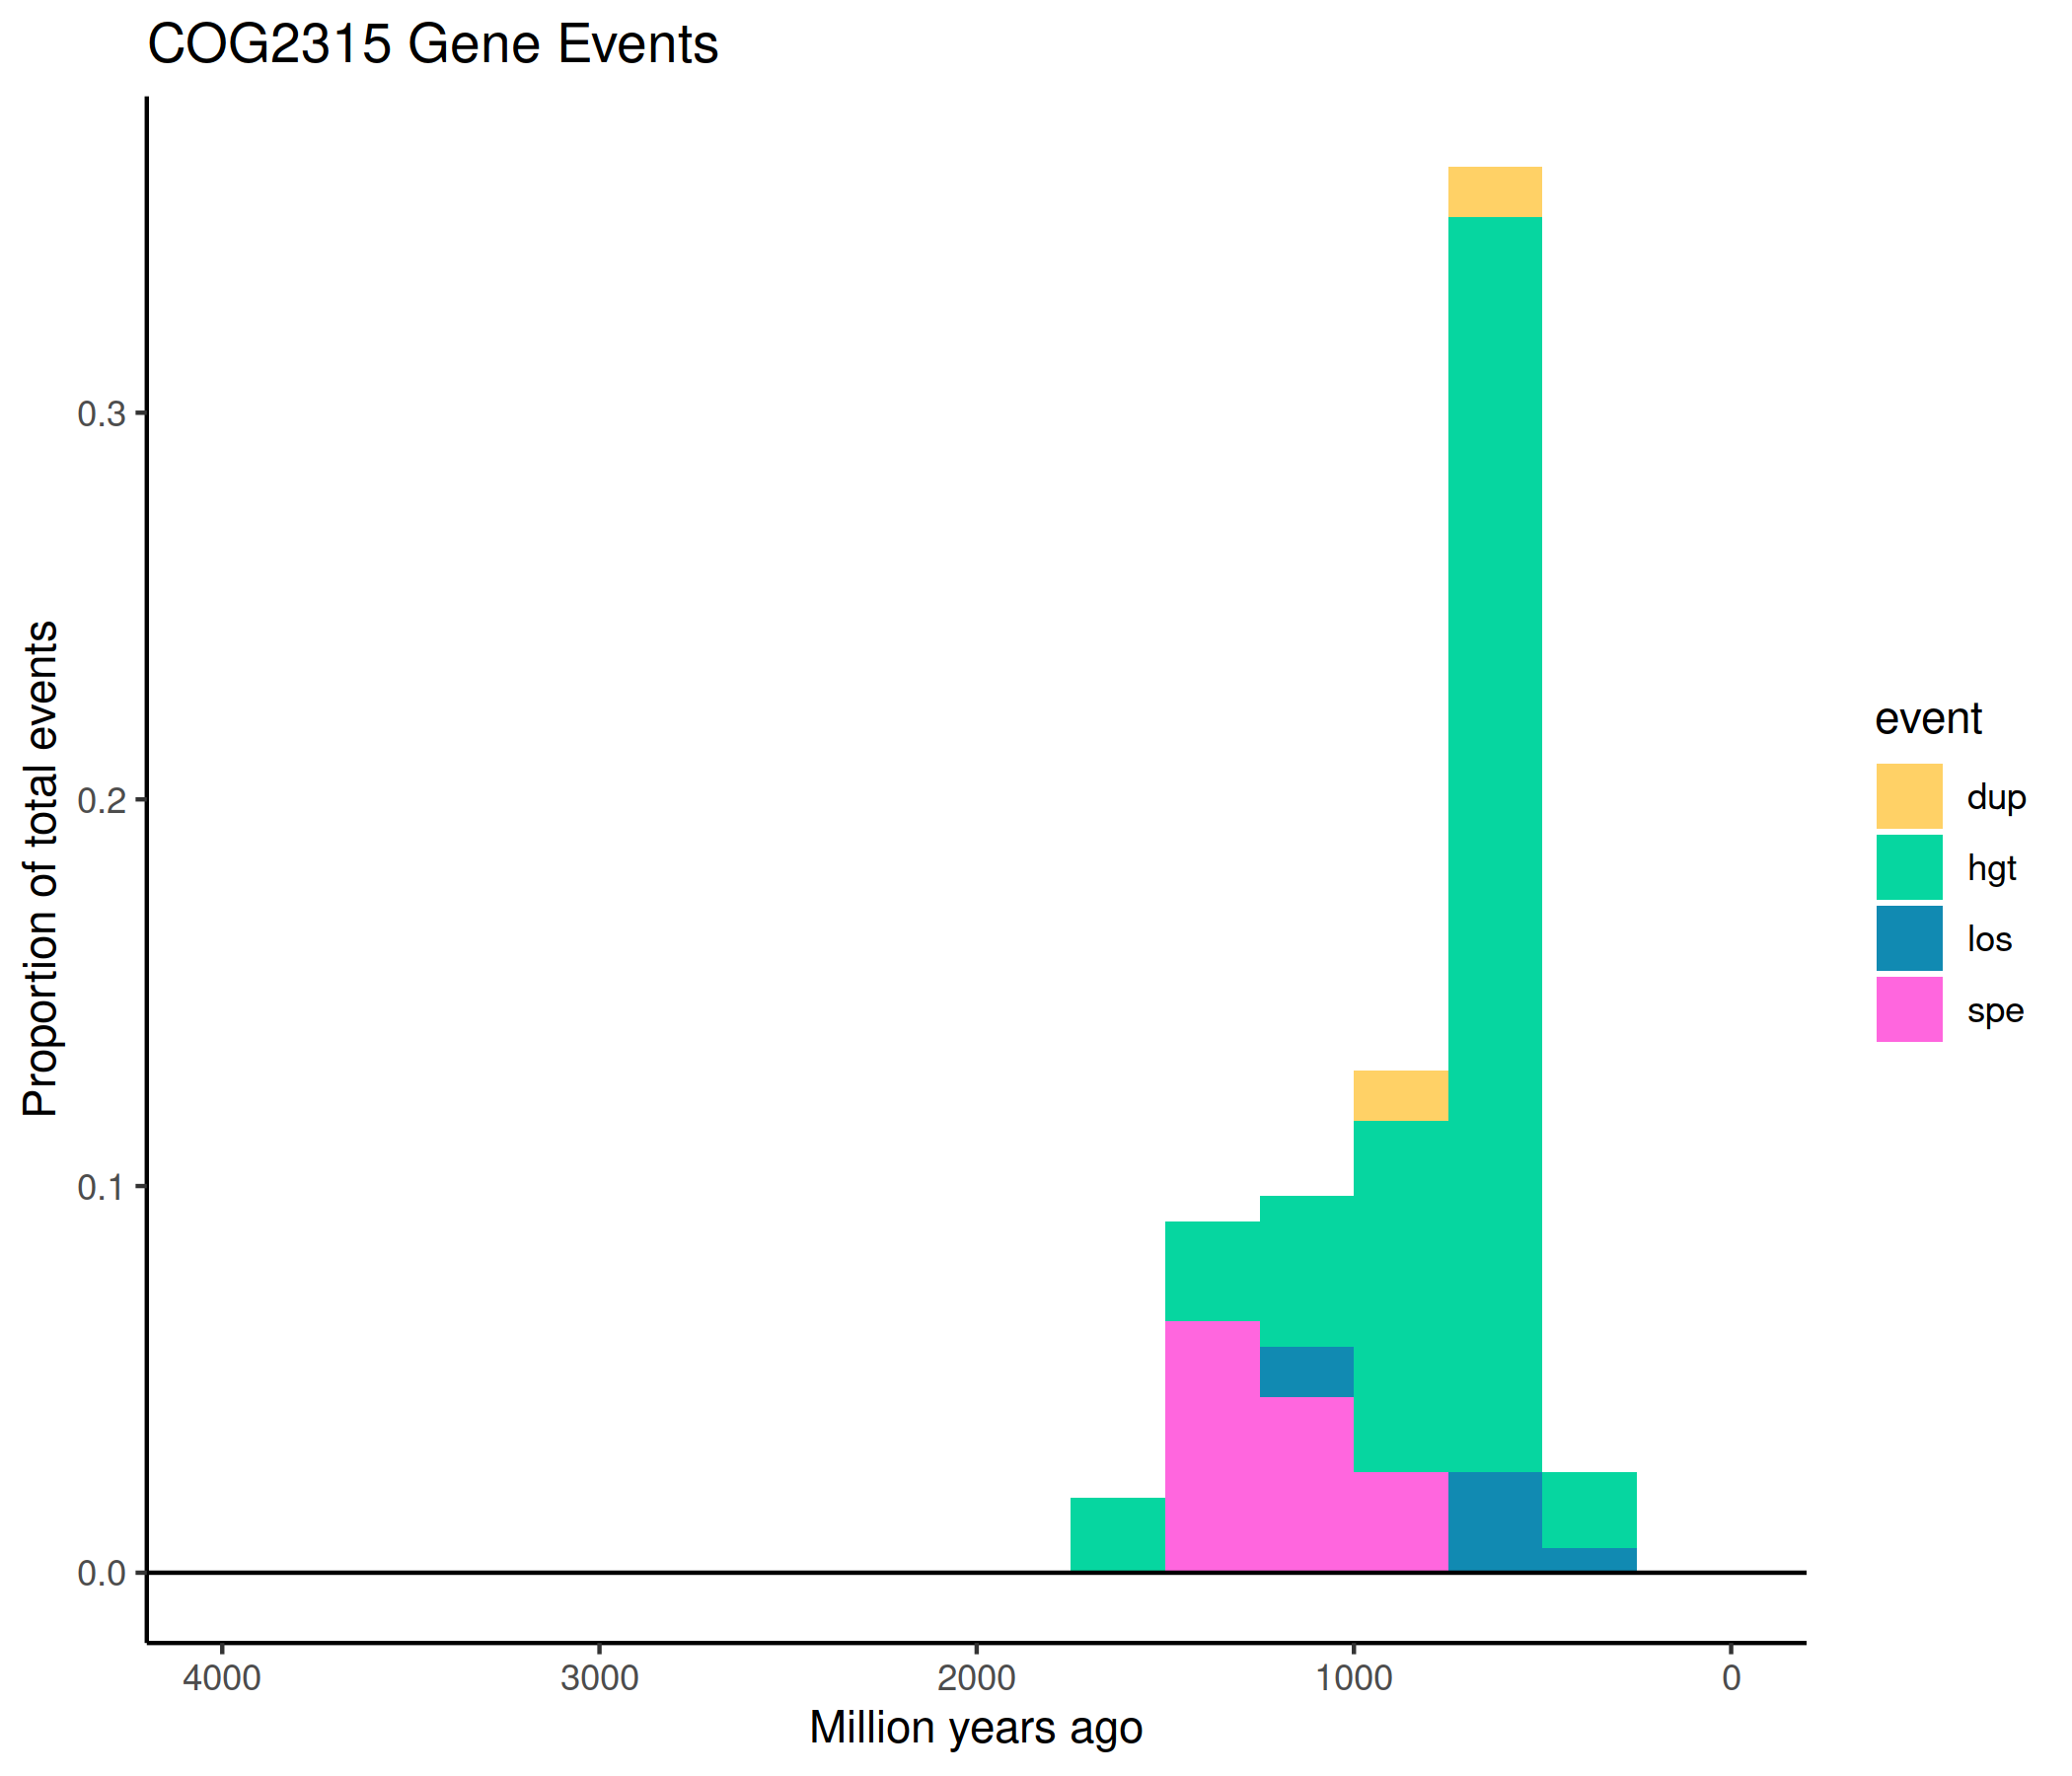 COG2315 Gene Events
Proportion of total events
0.3
0.2
0.1
0.0
4000 3000 2000 1000 0
Million years ago
event
dup
hgt
los
spe